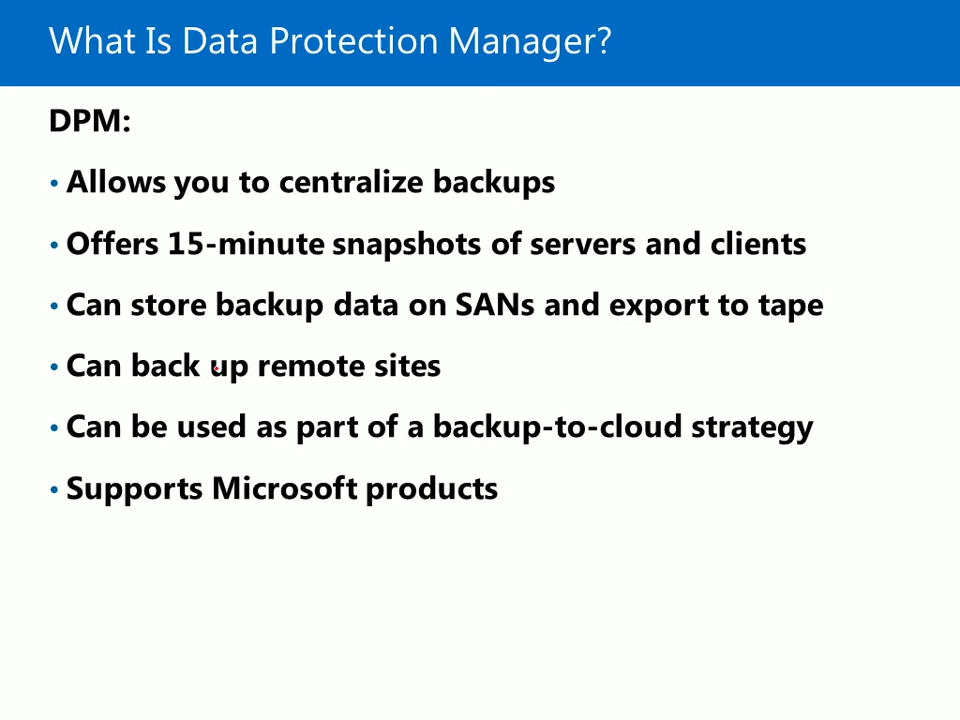 What Is Data Protection Manager?
DPM:
• Allows you to centralize backups
• Offers 15-minute snapshots of servers and clients
• Can store backup data on SANs and export to tape
• Can back up remote sites
• Can be used as part of a backup-to-cloud strategy
• Supports Microsoft products